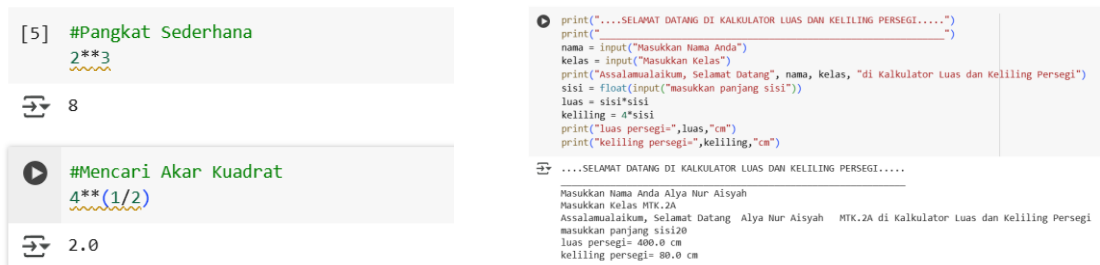 [5] #Pangkat Sederhana
2**3
8
#Mencari Akar Kuadrat
4**(1/2)
2.0
print("....SELAMAT DATANG DI KALKULATOR LUAS DAN KELILING PERSEGI.....")
print("_______________________________________________________________")
nama = input("Masukkan Nama Anda")
kelas = input("Masukkan Kelas")
print("Assalamualaikum, Selamat Datang", nama, kelas, "di Kalkulator Luas dan Keliling Persegi")
sisi = float(input("masukkan panjang sisi"))
luas = sisi*sisi
keliling = 4*sisi
print("luas persegi=",luas,"cm")
print("keliling persegi=",keliling,"cm")
....SELAMAT DATANG DI KALKULATOR LUAS DAN KELILING PERSEGI.....
_______________________________________________________________
Masukkan Nama Anda Alya Nur Aisyah
Masukkan Kelas MTK.2A
Assalamualaikum, Selamat Datang  Alya Nur Aisyah   MTK.2A di Kalkulator Luas dan Keliling Persegi
masukkan panjang sisi20
luas persegi= 400.0 cm
keliling persegi= 80.0 cm